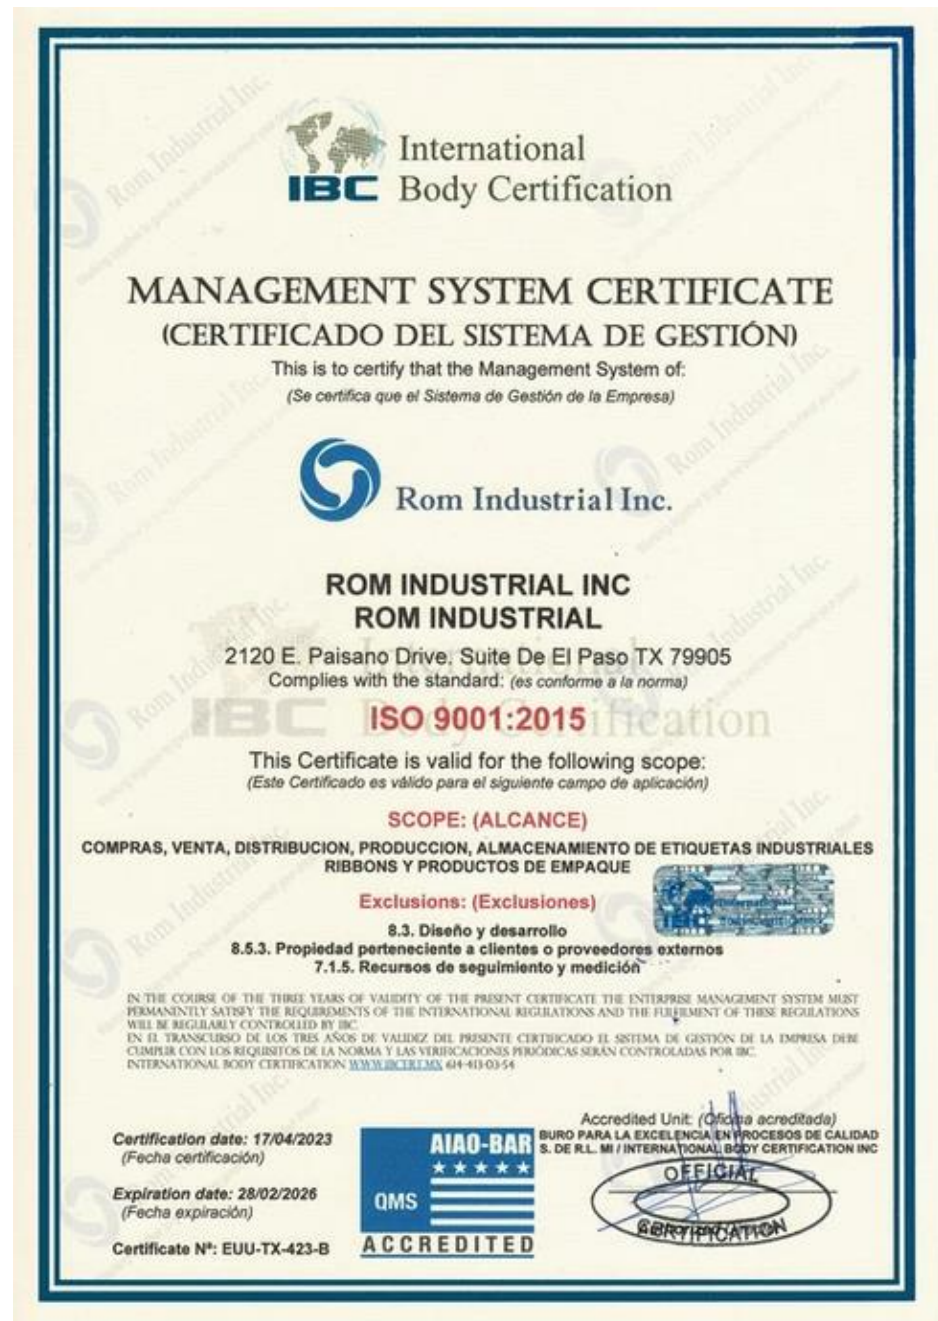 IBC International
Body Certification
MANAGEMENT SYSTEM CERTIFICATE
(CERTIFICADO DEL SISTEMA DE GESTIÓN)
This is to certify that the Management System of:
(Se certifica que el Sistema de Gestión de la Empresa)
Rom Industrial Inc.
ROM INDUSTRIAL INC
ROM INDUSTRIAL
2120 E. Paisano Drive, Suite De El Paso TX 79905
Complies with the standard: (es conforme a la norma)
ISO 9001:2015
This Certificate is valid for the following scope:
(Este Certificado es válido para el siguiente campo de aplicación)
SCOPE: (ALCANCE)
COMPRAS, VENTA, DISTRIBUCION, PRODUCCION, ALMACENAMIENTO DE ETIQUETAS INDUSTRIALES
RIBBONS Y PRODUCTOS DE EMPAQUE
Exclusions: (Exclusiones)
8.3. Diseño y desarrollo
8.5.3. Propiedad perteneciente a clientes o proveedores externos
7.1.5. Recursos de seguimiento y medición
IN THE COURSE OF THE THREE YEARS OF VALIDITY OF THE PRESENT CERTIFICATE THE ENTERPRISE MANAGEMENT SYSTEM MUST
PERMANENTLY SATISFY THE REQUIREMENTS OF THE INTERNATIONAL REGULATIONS AND THE FULFILMENT OF THESE REGULATIONS
WILL BE REGULARLY CONTROLLED BY IBC.
EN EL TRANSCURSO DE LOS TRES AÑOS DE VALIDEZ DEL PRESENTE CERTIFICADO EL SISTEMA DE GESTIÓN DE LA EMPRESA DEBE
CUMPLIR CON LOS REQUISITOS DE LA NORMA Y LAS VERIFICACIONES PERIÓDICAS SERÁN CONTROLADAS POR IBC.
INTERNATIONAL BODY CERTIFICATION WWW.IBCERT.MX 614-413-03-54
Certification date: 17/04/2023
(Fecha certificación)
Expiration date: 28/02/2026
(Fecha expiración)
Certificate Nº: EUU-TX-423-B
AIAO-BAR
QMS
ACCREDITED
Accredited Unit: (Oficina acreditada)
BURO PARA LA EXCELENCIA EN PROCESOS DE CALIDAD
S. DE R.L. MI / INTERNATIONAL BODY CERTIFICATION INC
OFFICIAL
CERTIFICATION